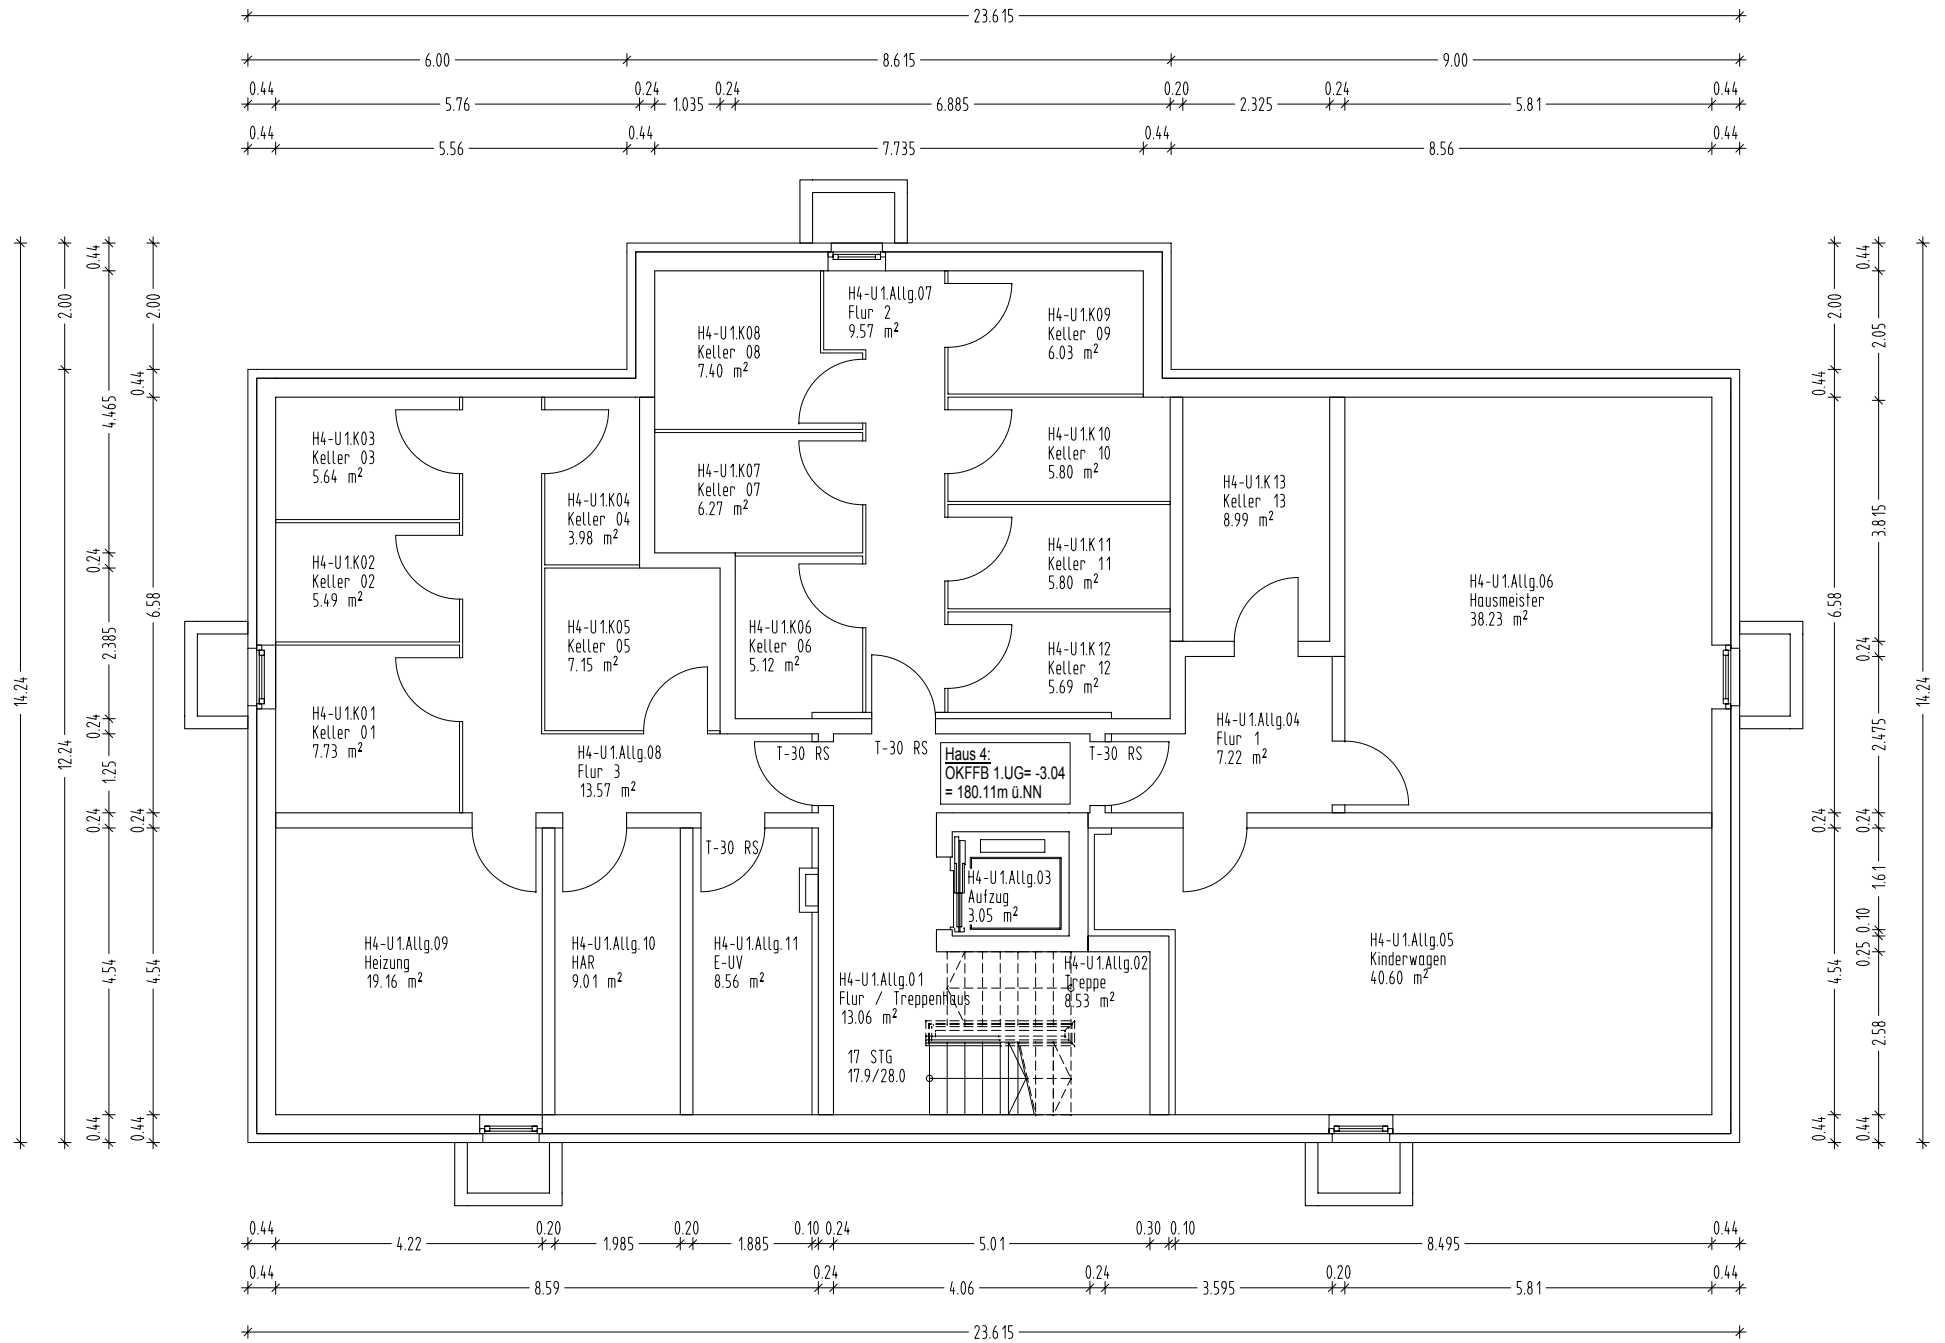 23.615
6.00
8.615
9.00
0.44
5.76
0.24
1.035
0.24
6.885
0.20
2.325
0.24
5.81
0.44
0.44
5.56
0.44
7.735
0.44
8.56
0.44
14.24
2.00
12.24
0.44
4.465
0.24
2.385
0.24
1.25
0.24
4.54
0.44
2.00
0.44
6.58
0.24
4.54
0.44
H4-U1.K08
Keller 08
7.40 m²
H4-U1.Allg.07
Flur 2
9.57 m²
H4-U1.K09
Keller 09
6.03 m²
H4-U1.K03
Keller 03
5.64 m²
H4-U1.K04
Keller 04
3.98 m²
H4-U1.K07
Keller 07
6.27 m²
H4-U1.K10
Keller 10
5.80 m²
H4-U1.K13
Keller 13
8.99 m²
H4-U1.K02
Keller 02
5.49 m²
H4-U1.K11
Keller 11
5.80 m²
H4-U1.Allg.06
Hausmeister
38.23 m²
H4-U1.K05
Keller 05
7.15 m²
H4-U1.K06
Keller 06
5.12 m²
H4-U1.K12
Keller 12
5.69 m²
H4-U1.K01
Keller 01
7.73 m²
H4-U1.Allg.08
Flur 3
13.57 m²
T-30 RS
T-30 RS
Haus 4:
OKFFB 1.UG= -3.04
= 180.11m ü.NN
T-30 RS
H4-U1.Allg.04
Flur 1
7.22 m²
T-30 RS
H4-U1.Allg.03
Aufzug
3.05 m²
H4-U1.Allg.09
Heizung
19.16 m²
H4-U1.Allg.10
HAR
9.01 m²
H4-U1.Allg.11
E-UV
8.56 m²
H4-U1.Allg.01
Flur / Treppenhaus
13.06 m²
17 STG
17.9/28.0
H4-U1.Allg.02
Treppe
8.53 m²
H4-U1.Allg.05
Kinderwagen
40.60 m²
2.00
0.44
6.58
0.24
4.54
0.44
0.44
2.05
3.815
0.24
2.475
0.24
1.61
0.10
0.25
2.58
0.44
14.24
0.44
4.22
0.20
1.985
0.20
1.885
0.10
0.24
5.01
0.30
0.10
8.495
0.44
0.44
8.59
0.24
4.06
0.24
3.595
0.20
5.81
0.44
23.615